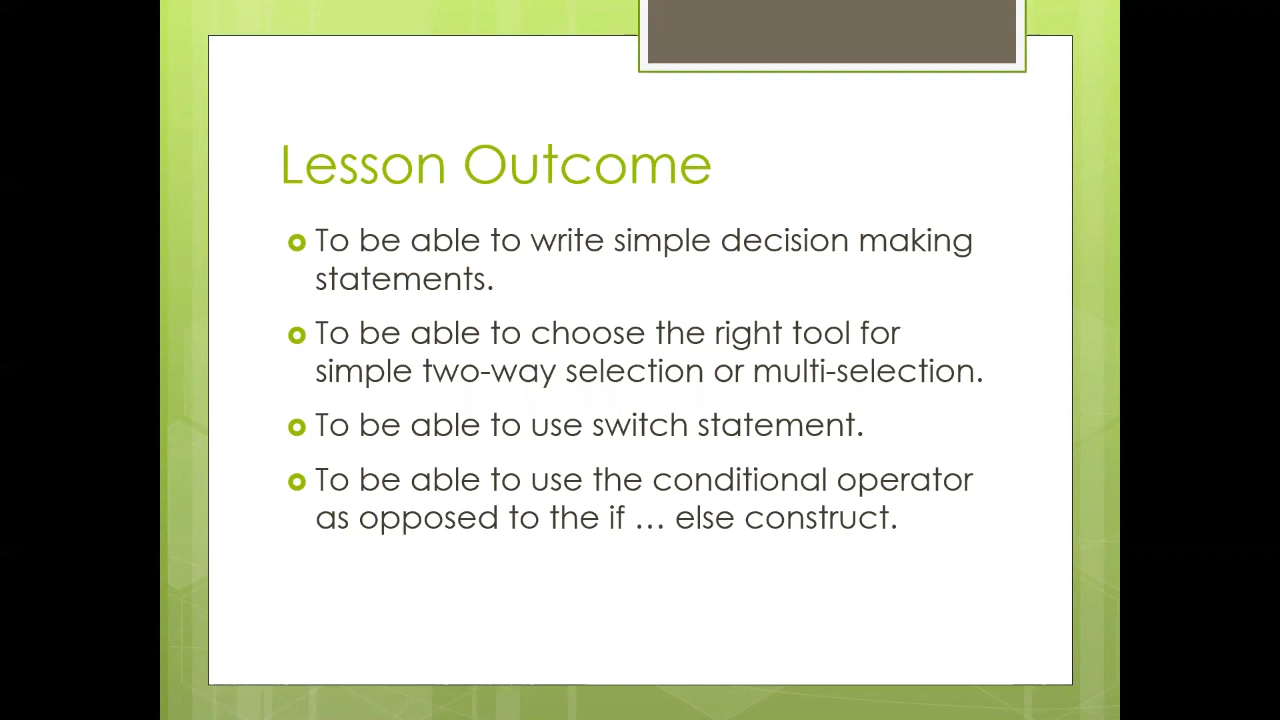 Lesson Outcome
To be able to write simple decision making
statements.
To be able to choose the right tool for
simple two-way selection or multi-selection.
To be able to use switch statement.
To be able to use the conditional operator
as opposed to the if … else construct.